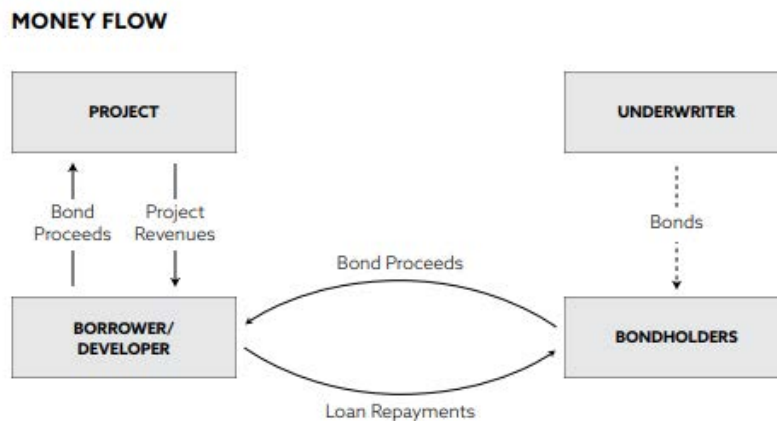 MONEY FLOW
PROJECT
UNDERWRITER
Bond
Proceeds
Project
Revenues
Bonds
Bond Proceeds
BORROWER/
DEVELOPER
BONDHOLDERS
Loan Repayments